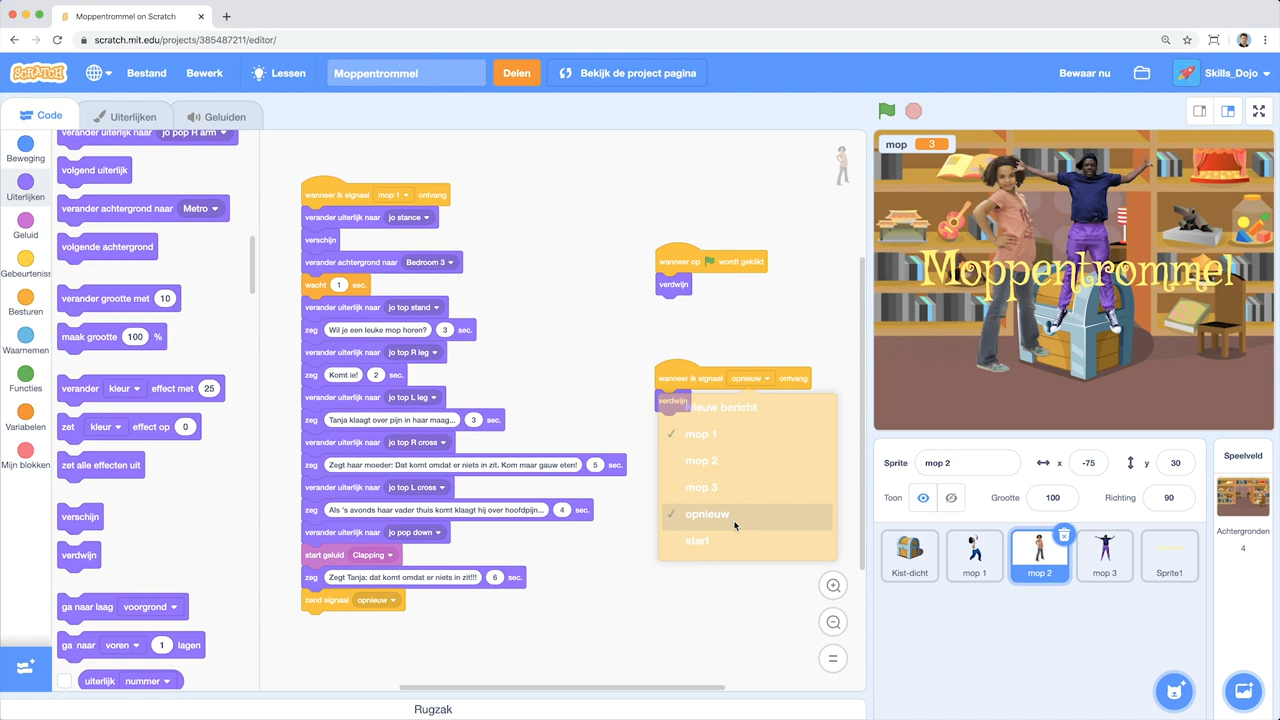 Moppentrommel on Scratch
scratch.mit.edu/projects/385487211/editor/
SCRATCH
Bestand
Bewerk
Lessen
Moppentrommel
Delen
Bekijk de project pagina
Bewaar nu
Skills_Dojo
Code
Uiterlijken
Geluiden
Beweging
Uiterlijken
Geluid
Gebeurteniss
Besturen
Waarnemen
Functies
Variabelen
Mijn blokken
verander uiterlijk naar jo pop R arm
volgend uiterlijk
verander achtergrond naar Metro
volgende achtergrond
verander grootte met 10
maak grootte 100 %
verander kleur effect met 25
zet kleur effect op 0
zet alle effecten uit
verschijn
verdwijn
ga naar laag voorgrond
ga naar voren 1 lagen
uiterlijk nummer
wanneer ik signaal mop 1 ontvang
verander uiterlijk naar jo stance
verschijn
verander achtergrond naar Bedroom 3
wacht 1 sec.
verander uiterlijk naar jo top stand
zeg Wil je een leuke mop horen? 3 sec.
verander uiterlijk naar jo top R leg
zeg Komt ie! 2 sec.
verander uiterlijk naar jo top L leg
zeg Tanja klaagt over pijn in haar maag... 3 sec.
verander uiterlijk naar jo top R cross
zeg Zegt haar moeder: Dat komt omdat er niets in zit. Kom maar gauw eten! 5 sec.
verander uiterlijk naar jo top L cross
zeg Als 's avonds haar vader thuis komt klaagt hij over hoofdpijn... 4 sec.
verander uiterlijk naar jo pop down
start geluid Clapping
zeg Zegt Tanja: dat komt omdat er niets in zit!!! 6 sec.
zend signaal opnieuw
wanneer op wordt geklikt
verdwijn
wanneer ik signaal opnieuw ontvang
verdwijn
Nieuw bericht
mop 1
mop 2
mop 3
opnieuw
start
mop 3
Moppentrommel
Sprite mop 2 x -75 y 30
Toon Grootte 100 Richting 90
Kist-dicht
mop 1
mop 2
mop 3
Sprite1
Speelveld
Achtergronden
4
Rugzak